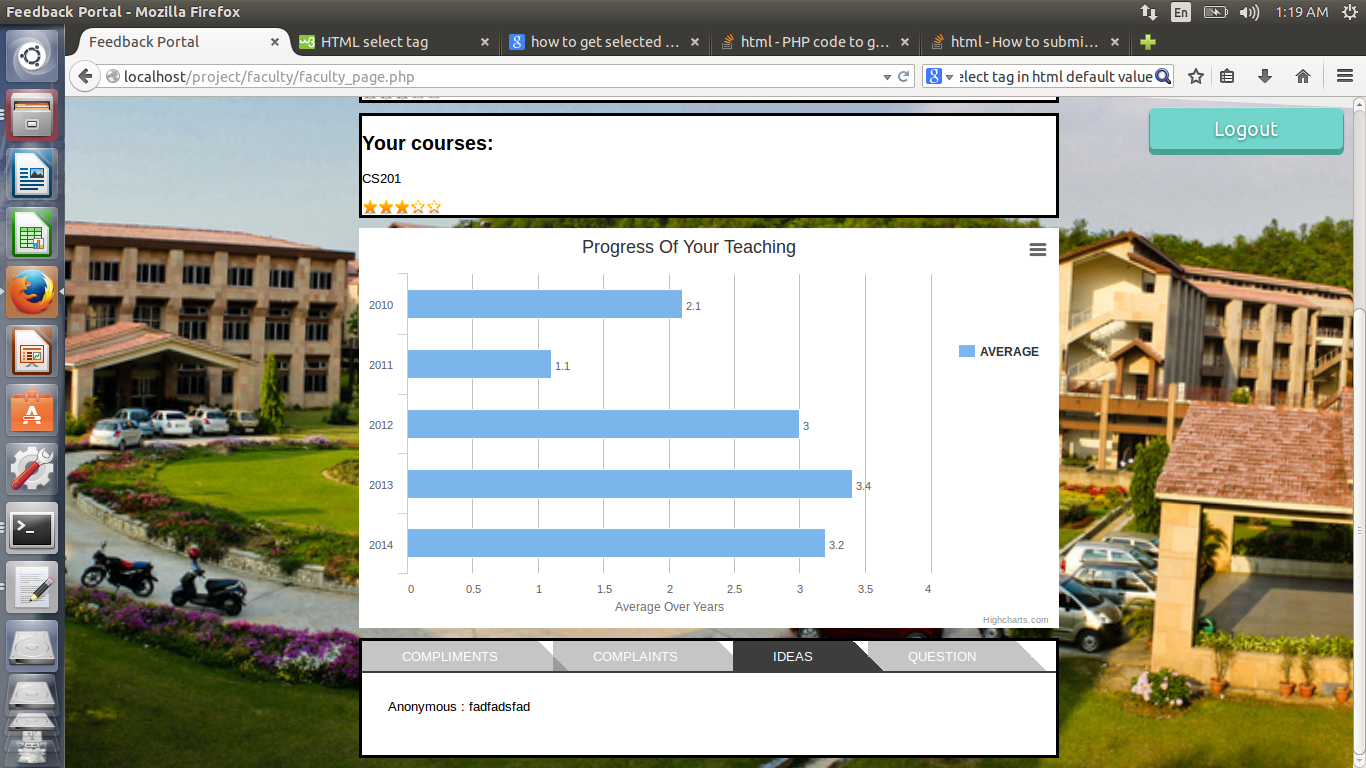 Feedback Portal - Mozilla Firefox
En
1:19 AM
Feedback Portal
HTML select tag
how to get selected ...
html - PHP code to g...
html - How to submi...
localhost/project/faculty/faculty_page.php
elect tag in html default value
Logout
Your courses:
CS201
Progress Of Your Teaching
2010
2.1
2011
1.1
2012
3
2013
3.4
2014
3.2
AVERAGE
0 0.5 1 1.5 2 2.5 3 3.5 4
Average Over Years
Highcharts.com
COMPLIMENTS
COMPLAINTS
IDEAS
QUESTION
Anonymous : fadfadsfad